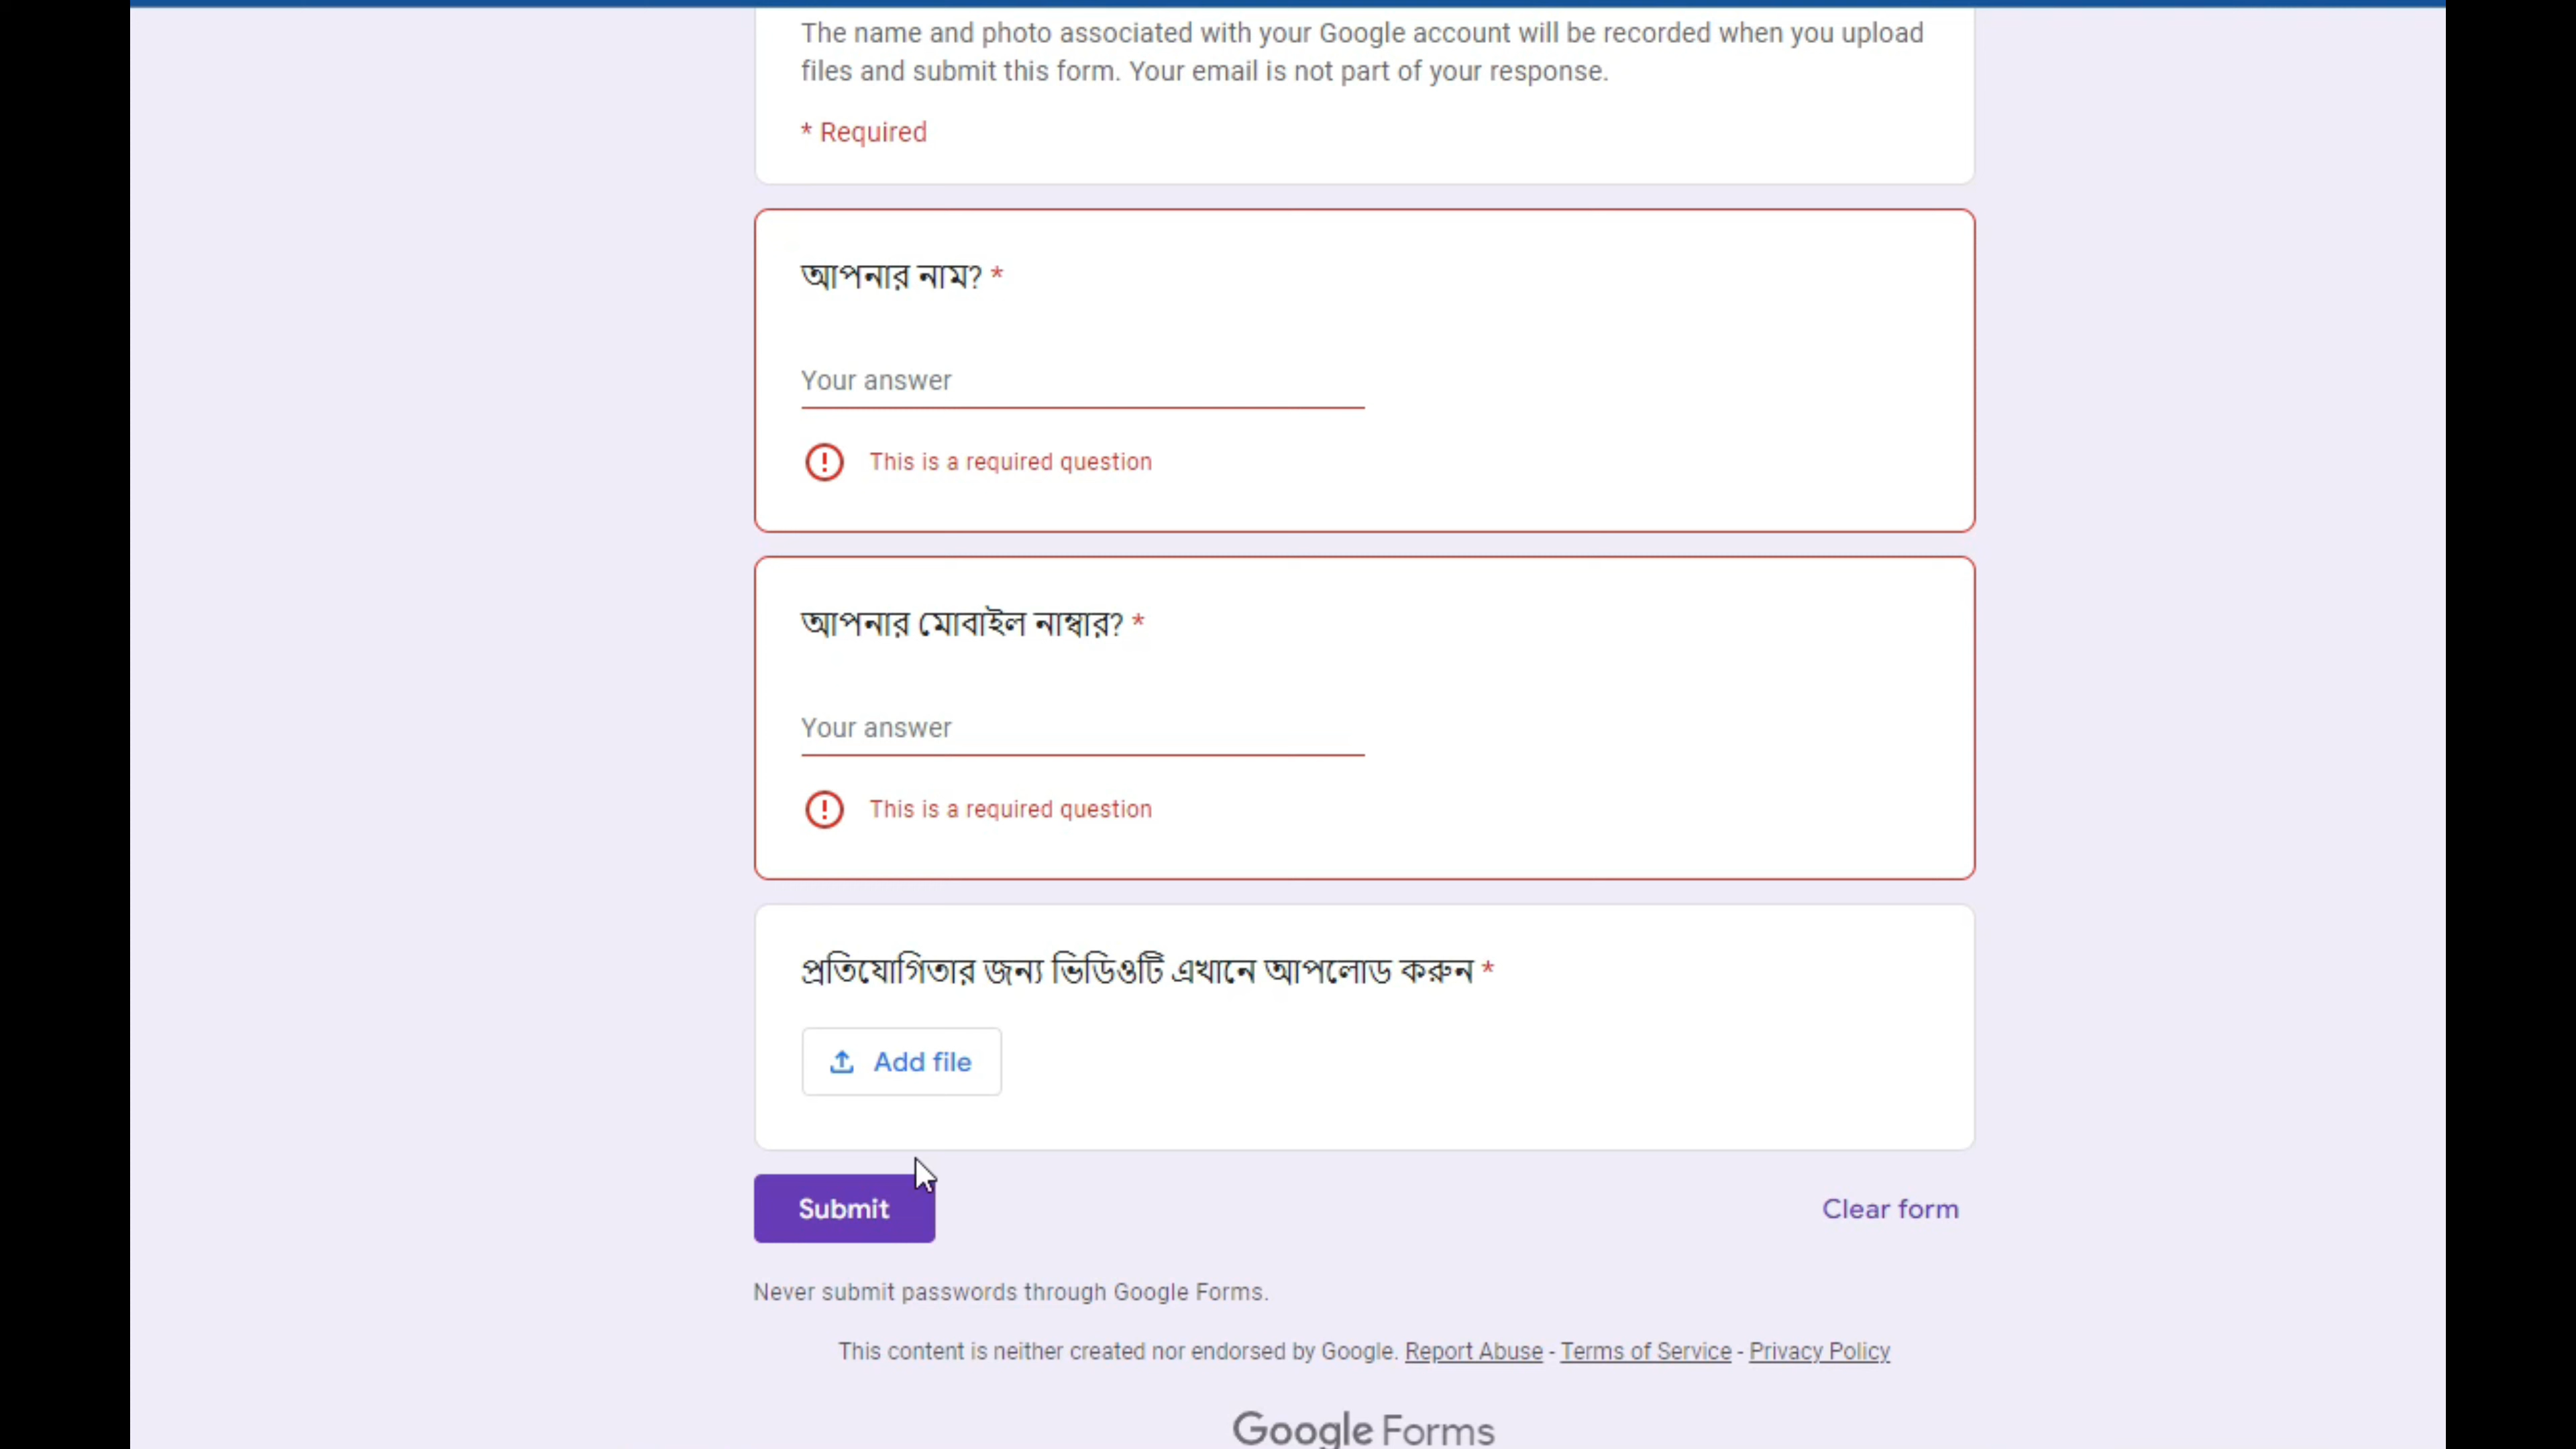 The name and photo associated with your Google account will be recorded when you upload
files and submit this form. Your email is not part of your response.
* Required
আপনার নাম? *
Your answer
This is a required question
আপনার মোবাইল নাম্বার? *
Your answer
This is a required question
প্রতিযোগিতার জন্য ভিডিওটি এখানে আপলোড করুন *
Add file
Submit
Clear form
Never submit passwords through Google Forms.
This content is neither created nor endorsed by Google. Report Abuse - Terms of Service - Privacy Policy
Google Forms